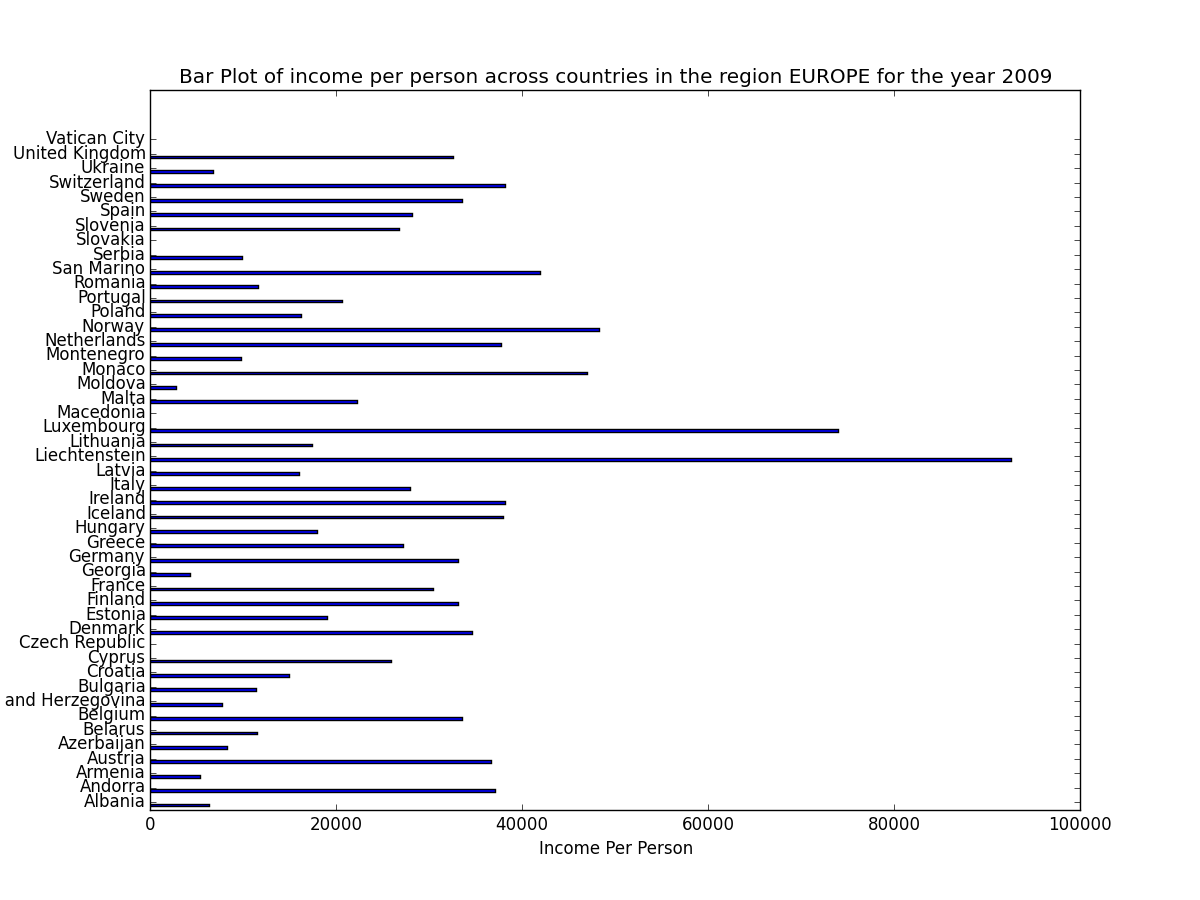 Bar Plot of income per person across countries in the region EUROPE for the year 2009
Vatican City
United Kingdom
Ukraine
Switzerland
Sweden
Spain
Slovenia
Slovakia
Serbia
San Marino
Romania
Portugal
Poland
Norway
Netherlands
Montenegro
Monaco
Moldova
Malta
Macedonia
Luxembourg
Lithuania
Liechtenstein
Latvia
Italy
Ireland
Iceland
Hungary
Greece
Germany
Georgia
France
Finland
Estonia
Denmark
Czech Republic
Cyprus
Croatia
Bulgaria
and Herzegovina
Belgium
Belarus
Azerbaijan
Austria
Armenia
Andorra
Albania
0 20000 40000 60000 80000 100000
Income Per Person